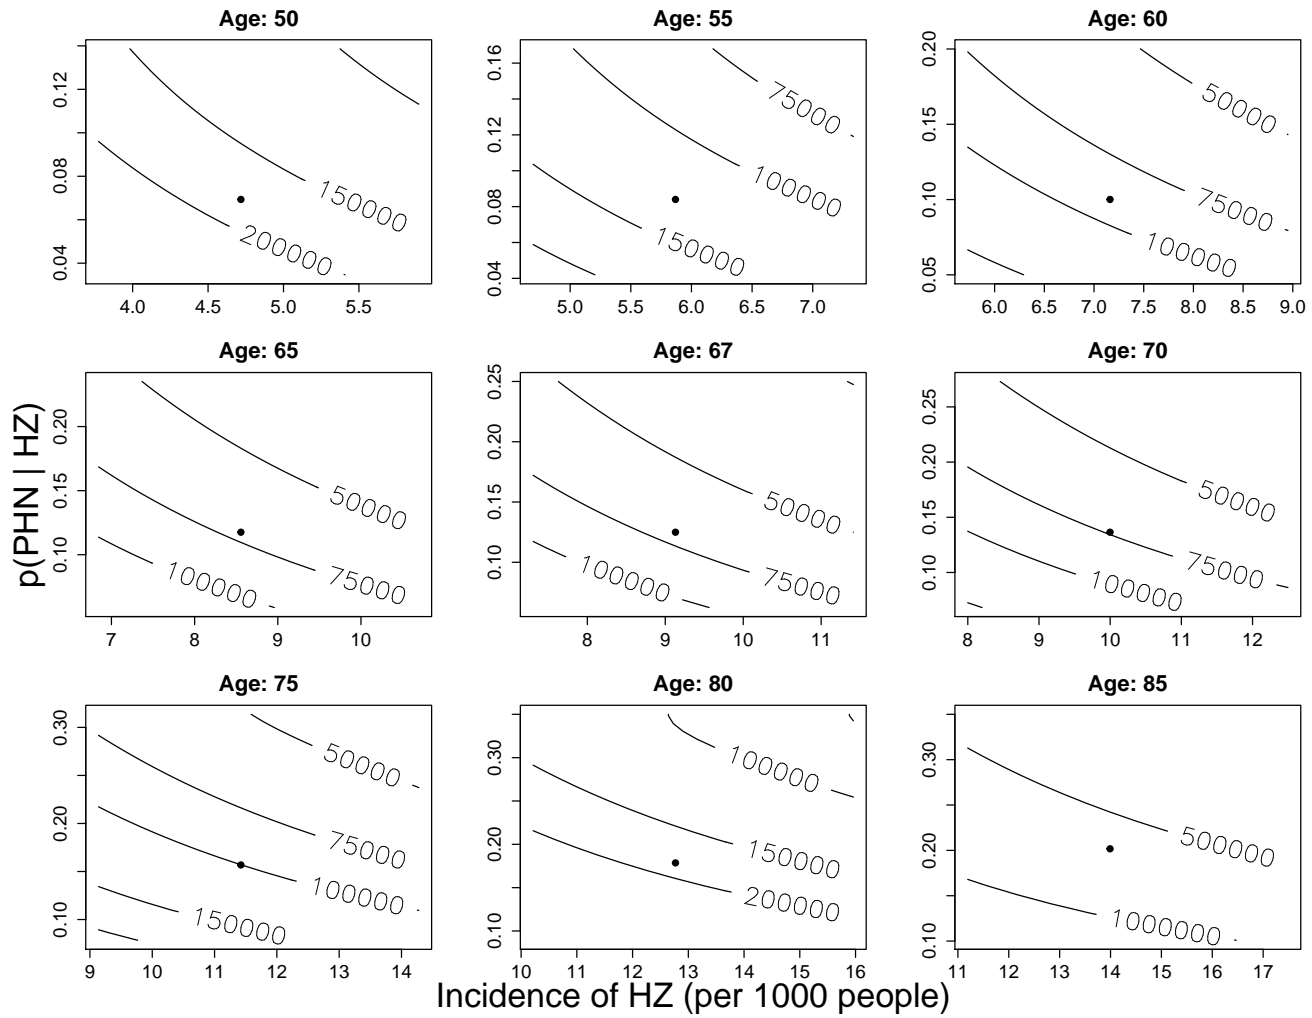 Age: 50
0.12
0.08
0.04
150000
200000
4.0 4.5 5.0 5.5
Age: 55
0.16
0.12
0.08
0.04
75000
100000
150000
5.0 5.5 6.0 6.5 7.0
Age: 60
0.20
0.15
0.10
0.05
50000
75000
100000
6.0 6.5 7.0 7.5 8.0 8.5 9.0
Age: 65
0.20
0.15
0.10
50000
75000
100000
7 8 9 10
Age: 67
0.25
0.20
0.15
0.10
50000
75000
100000
8 9 10 11
Age: 70
0.25
0.20
0.15
0.10
50000
75000
100000
8 9 10 11 12
Age: 75
0.30
0.20
0.10
50000
75000
100000
150000
9 10 11 12 13 14
Age: 80
0.30
0.20
0.10
100000
150000
200000
10 11 12 13 14 15 16
Age: 85
0.30
0.20
0.10
500000
1000000
11 12 13 14 15 16 17
p(PHN | HZ)
Incidence of HZ (per 1000 people)